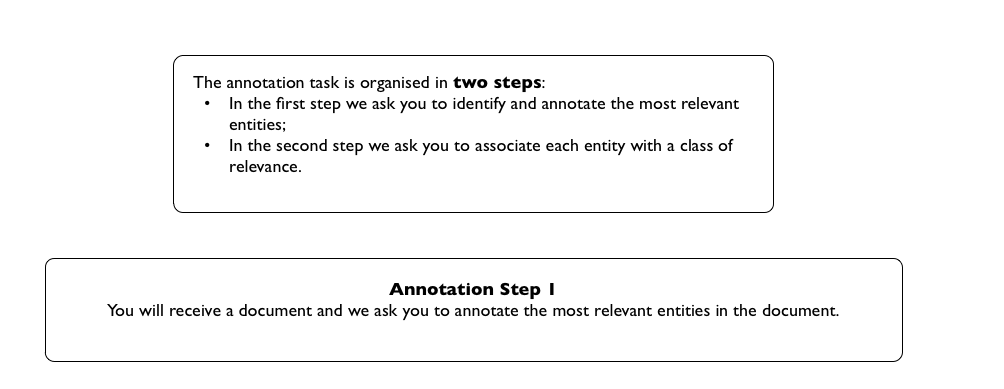 The annotation task is organised in two steps:
• In the first step we ask you to identify and annotate the most relevant
entities;
• In the second step we ask you to associate each entity with a class of
relevance.
Annotation Step 1
You will receive a document and we ask you to annotate the most relevant entities in the document.